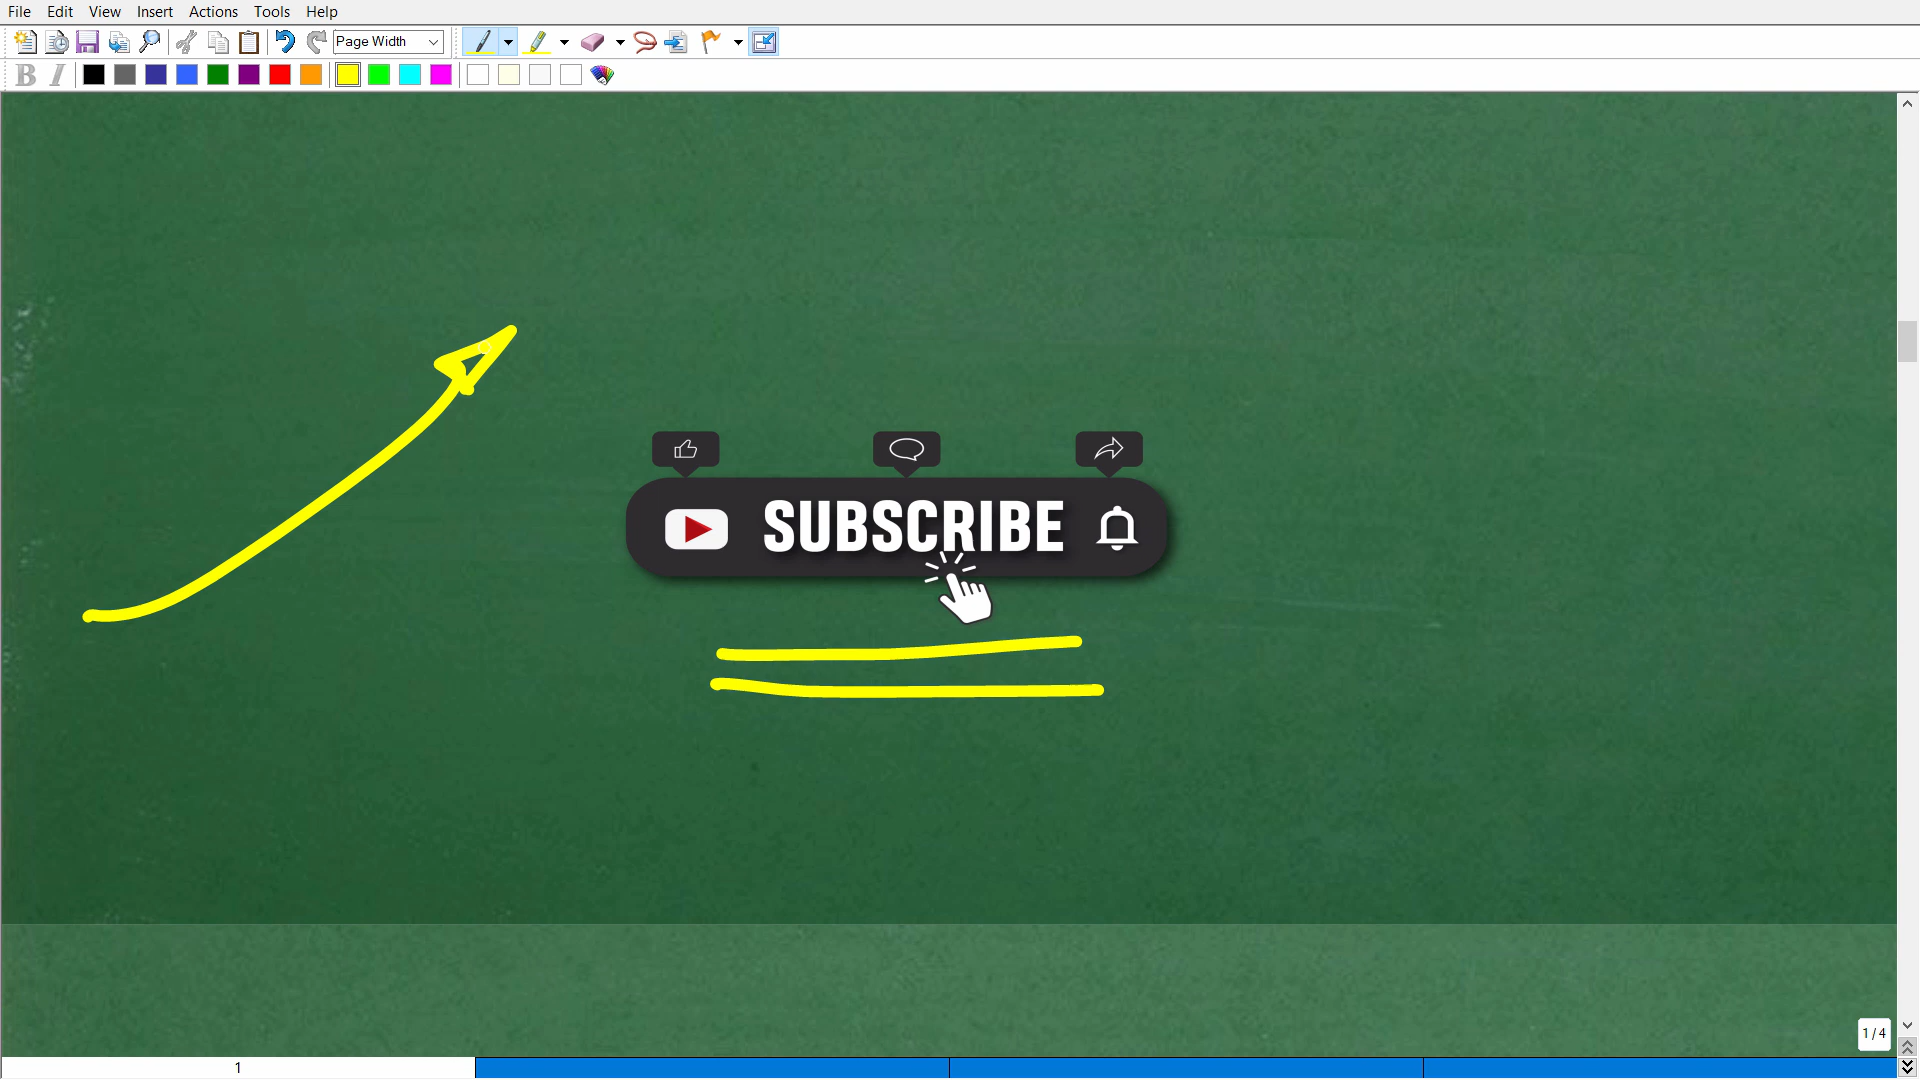 File Edit View Insert Actions Tools Help
Page Width
B I
SUBSCRIBE
1 / 4
1